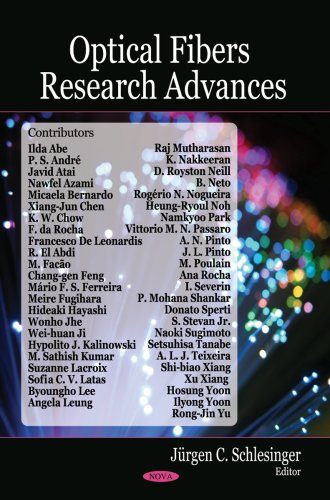 Optical Fibers
Research Advances
Contributors
Ilda Abe
P. S. André
Javid Atai
Nawfel Azami
Micaela Bernardo
Xiang-Jun Chen
K. W. Chow
F. da Rocha
Francesco De Leonardis
R. El Abdi
M. Facão
Chang-gen Feng
Mário F. S. Ferreira
Meire Fugihara
Hideaki Hayashi
Wonho Jhe
Wei-huan Ji
Hypolito J. Kalinowski
M. Sathish Kumar
Suzanne Lacroix
Sofia C. V. Latas
Byoungho Lee
Angela Leung
Raj Mutharasan
K. Nakkeeran
D. Royston Neill
B. Neto
Rogério N. Nogueira
Heung-Ryoul Noh
Namkyoo Park
Vittorio M. N. Passaro
A. N. Pinto
J. L. Pinto
M. Poulain
Ana Rocha
I. Severin
P. Mohana Shankar
Donato Sperti
S. Stevan Jr.
Naoki Sugimoto
Setsuhisa Tanabe
A. L. J. Teixeira
Shi-biao Xiang
Xu Xiang
Hosung Yoon
Ilyong Yoon
Rong-Jin Yu
Jürgen C. Schlesinger
Editor
NOVA